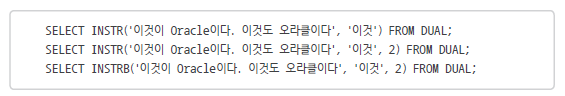 SELECT INSTR('이것이 Oracle이다. 이것도 오라클이다', '이것') FROM DUAL;
SELECT INSTR('이것이 Oracle이다. 이것도 오라클이다', '이것', 2) FROM DUAL;
SELECT INSTRB('이것이 Oracle이다. 이것도 오라클이다', '이것', 2) FROM DUAL;